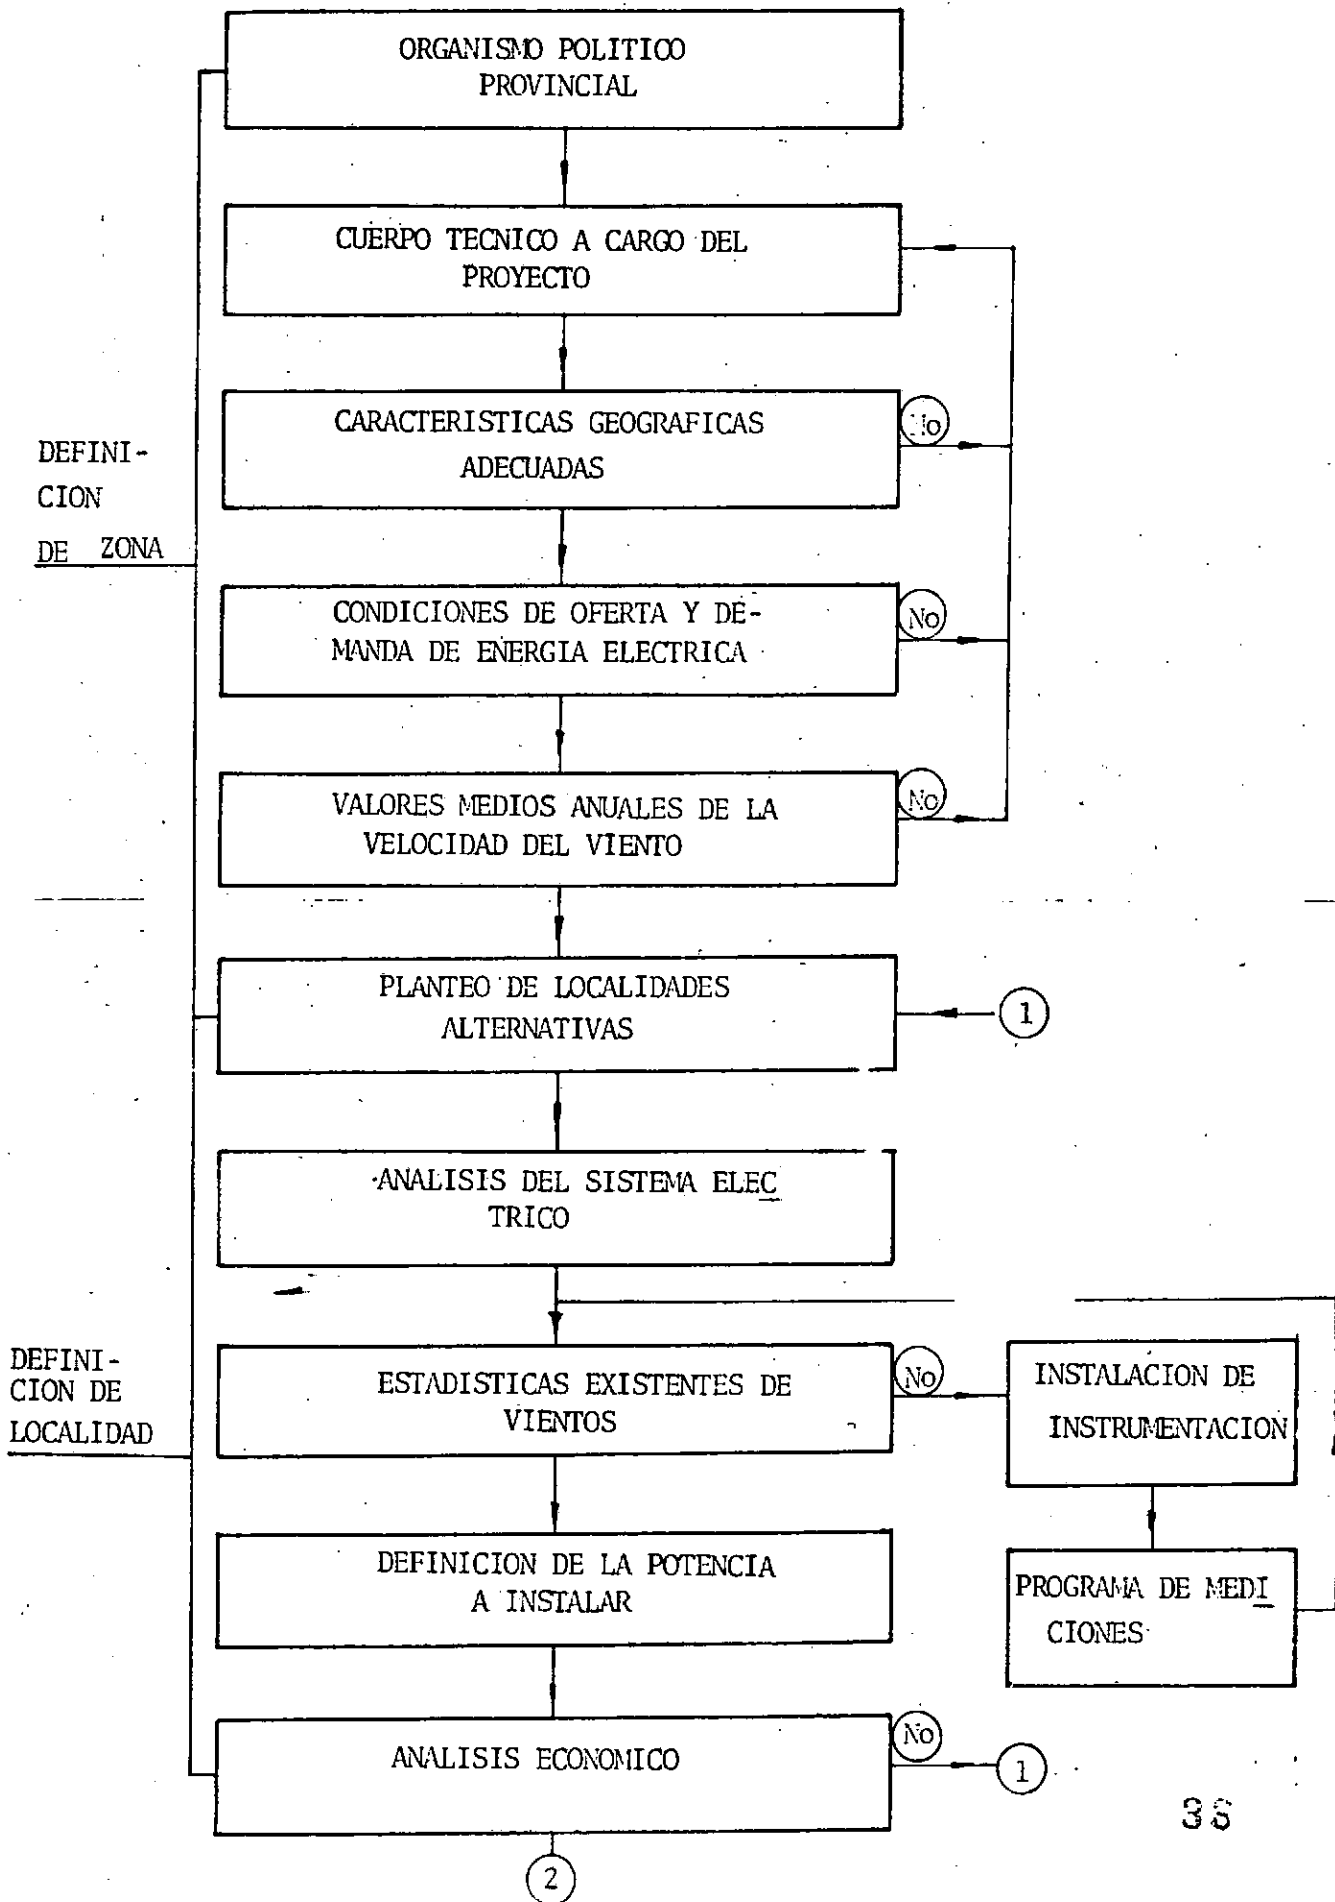 ORGANISMO POLITICO
PROVINCIAL
CUERPO TECNICO A CARGO DEL
PROYECTO
CARACTERISTICAS GEOGRAFICAS
ADECUADAS
No
DEFINI-
CION
DE ZONA
CONDICIONES DE OFERTA Y DE-
MANDA DE ENERGIA ELECTRICA
No
VALORES MEDIOS ANUALES DE LA
VELOCIDAD DEL VIENTO
No
PLANTEO DE LOCALIDADES
ALTERNATIVAS
1
ANALISIS DEL SISTEMA ELEC
TRICO
DEFINI-
CION DE
LOCALIDAD
ESTADISTICAS EXISTENTES DE
VIENTOS
No
INSTALACION DE
INSTRUMENTACION
DEFINICION DE LA POTENCIA
A INSTALAR
PROGRAMA DE MEDI
CIONES
ANALISIS ECONOMICO
No
1
2